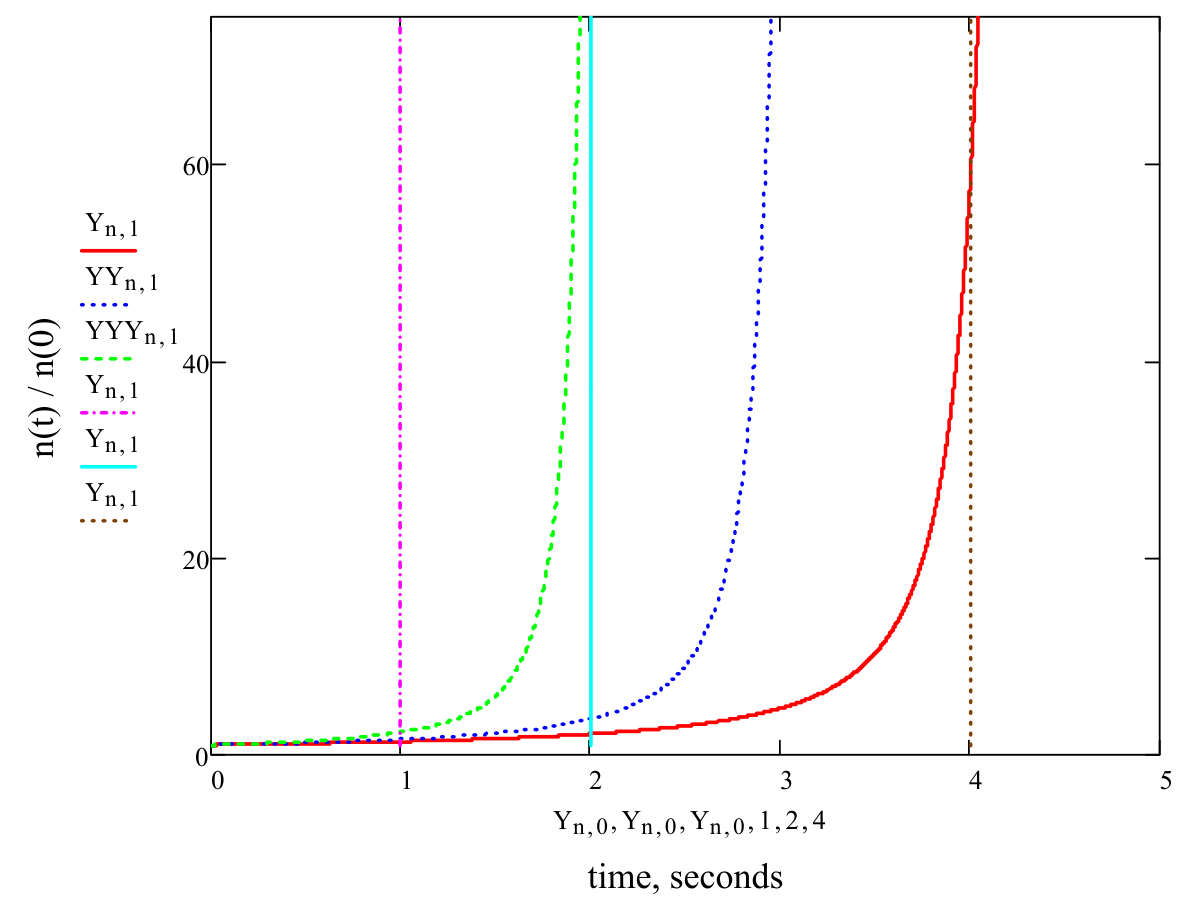 60
40
20
0
n(t) / n(0)
Yn,1
YYn,1
YYYn,1
Yn,1
Yn,1
Yn,1
0 1 2 3 4 5
Yn,0,Yn,0,Yn,0,1,2,4
time, seconds